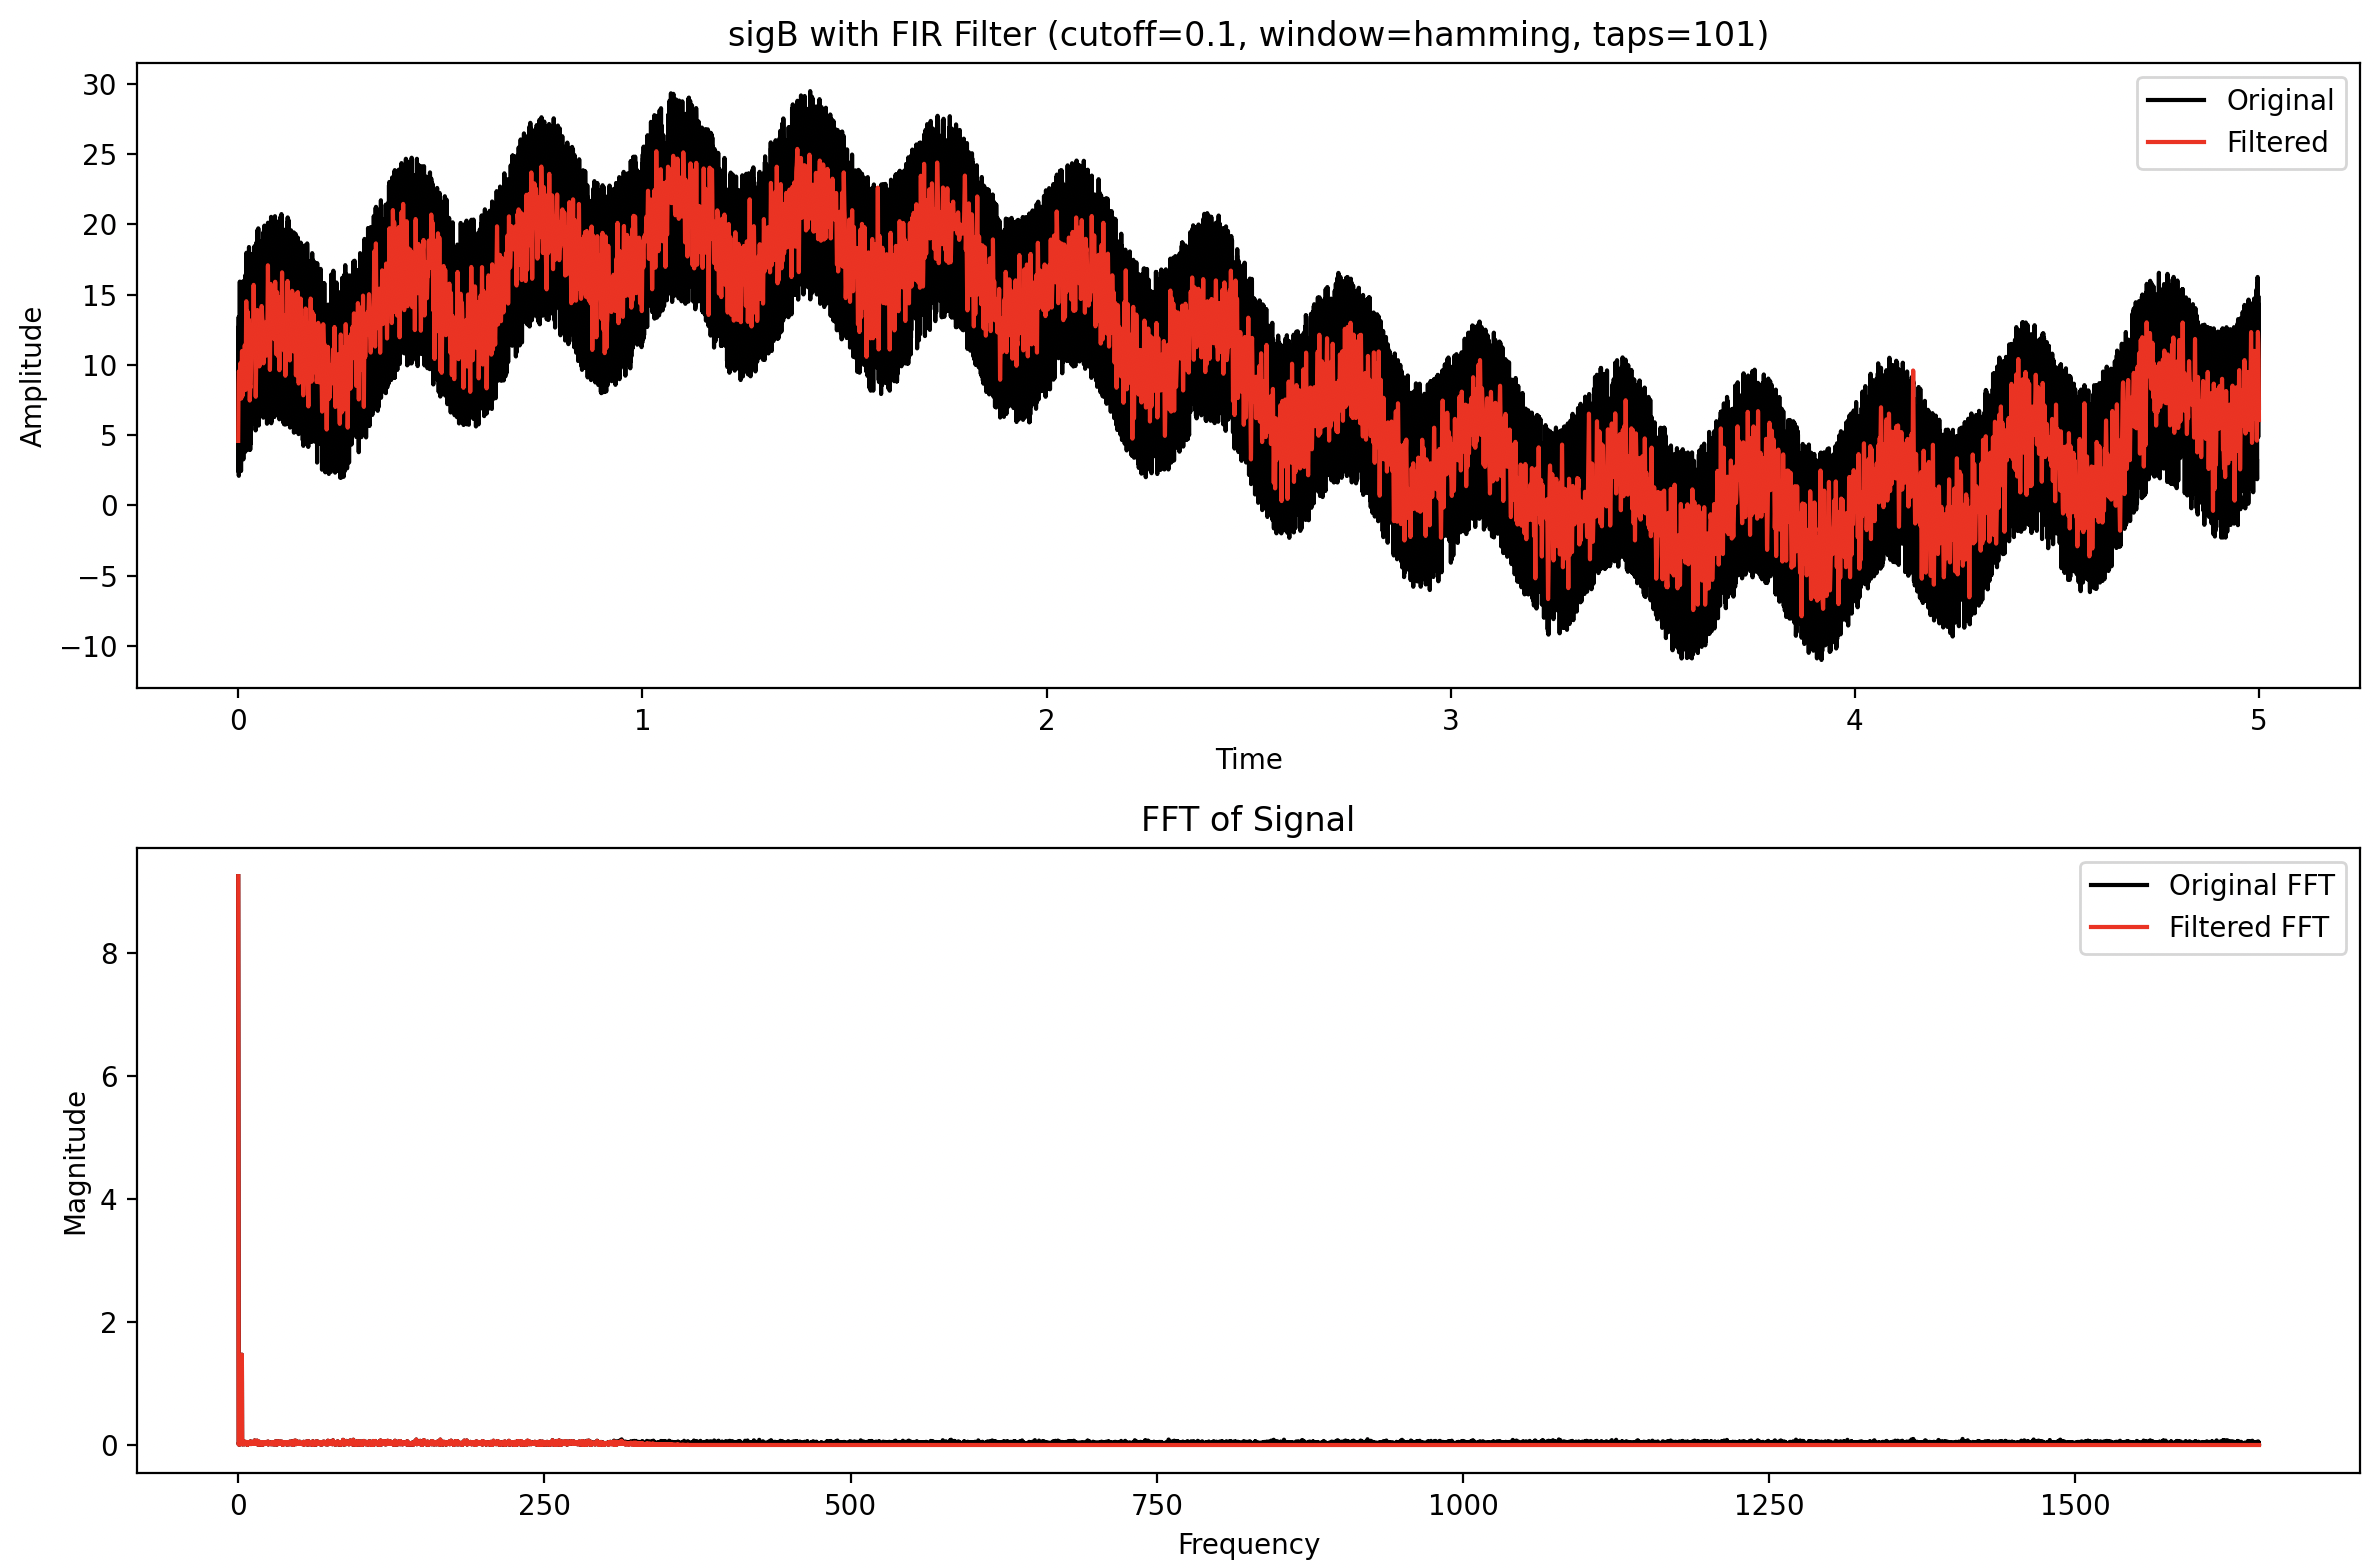 sigB with FIR Filter (cutoff=0.1, window=hamming, taps=101)
30
25
20
15
10
5
0
−5
−10
Amplitude
Original
Filtered
0 1 2 3 4 5
Time
FFT of Signal
8
6
4
2
0
Magnitude
Original FFT
Filtered FFT
0 250 500 750 1000 1250 1500
Frequency